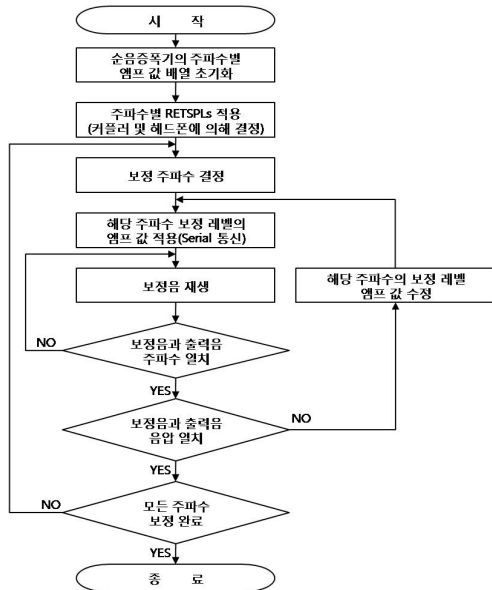 시 작
순음증폭기의 주파수별
앰프 값 배열 초기화
주파수별 RETSPLs 적용
(커플러 및 헤드폰에 의해 결정)
보정 주파수 결정
해당 주파수 보정 레벨의
앰프 값 적용(Serial 통신)
보정음 재생
해당 주파수의 보정 레벨
앰프 값 수정
NO
보정음과 출력음
주파수 일치
YES
NO
보정음과 출력음
음압 일치
YES
NO
모든 주파수
보정 완료
YES
종 료